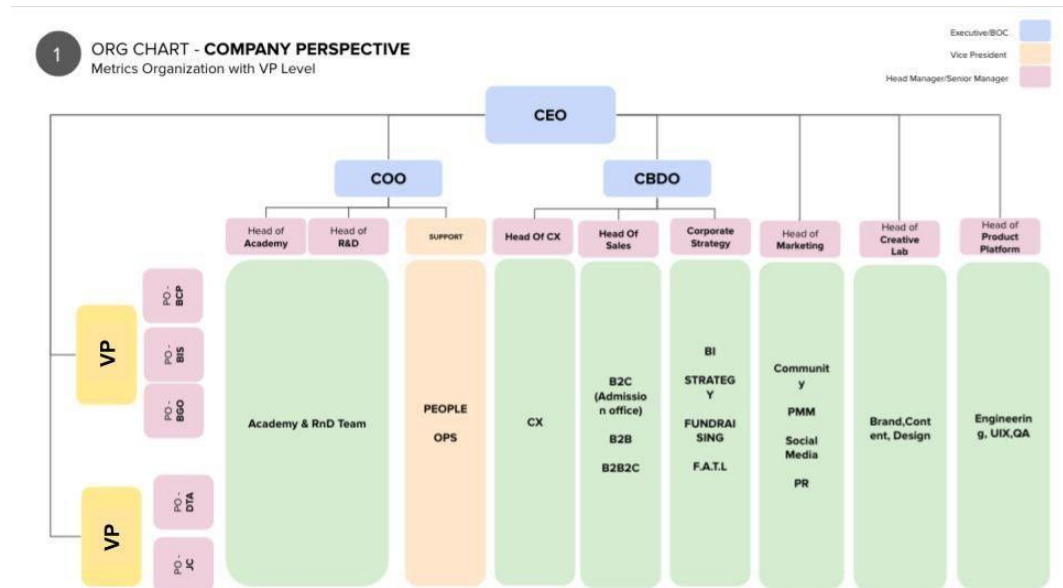 1
ORG CHART - COMPANY PERSPECTIVE
Metrics Organization with VP Level
Executive/BOC
Vice President
Head Manager/Senior Manager
CEO
COO
CBDO
Head of
Academy
Head of
R&D
SUPPORT
Head Of CX
Head Of
Sales
Corporate
Strategy
Head of
Marketing
Head of
Creative
Lab
Head of
Product
Platform
VP
PO -
BCP
PO -
BIS
PO -
BGO
VP
PO -
DTA
PO -
JC
Academy & RnD Team
PEOPLE
OPS
CX
B2C
(Admissio
n office)
B2B
B2B2C
BI
STRATEG
Y
FUNDRAI
SING
F.A.T.L
Communit
y
PMM
Social
Media
PR
Brand,Cont
ent, Design
Engineerin
g, UIX,QA